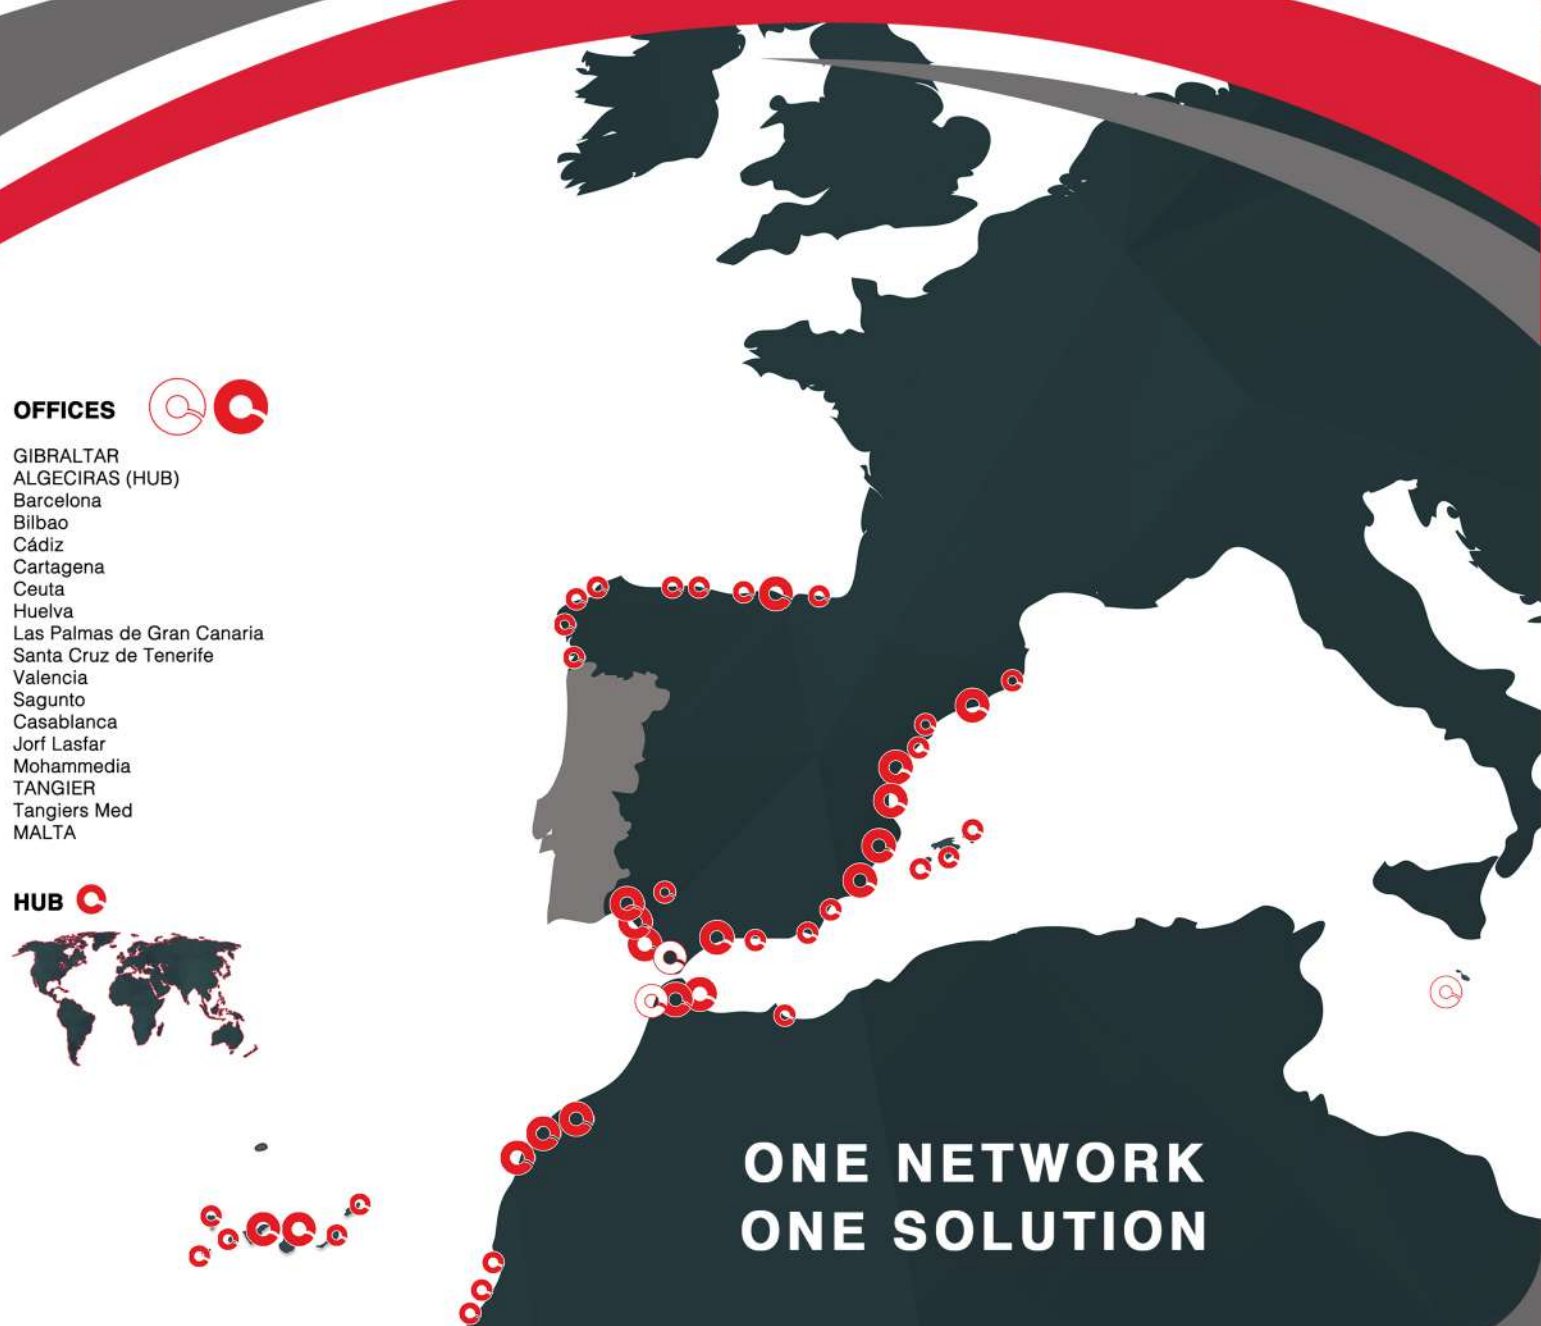 OFFICES
GIBRALTAR
ALGECIRAS (HUB)
Barcelona
Bilbao
Cádiz
Cartagena
Ceuta
Huelva
Las Palmas de Gran Canaria
Santa Cruz de Tenerife
Valencia
Sagunto
Casablanca
Jorf Lasfar
Mohammedia
TANGIER
Tangiers Med
MALTA
HUB
ONE NETWORK
ONE SOLUTION